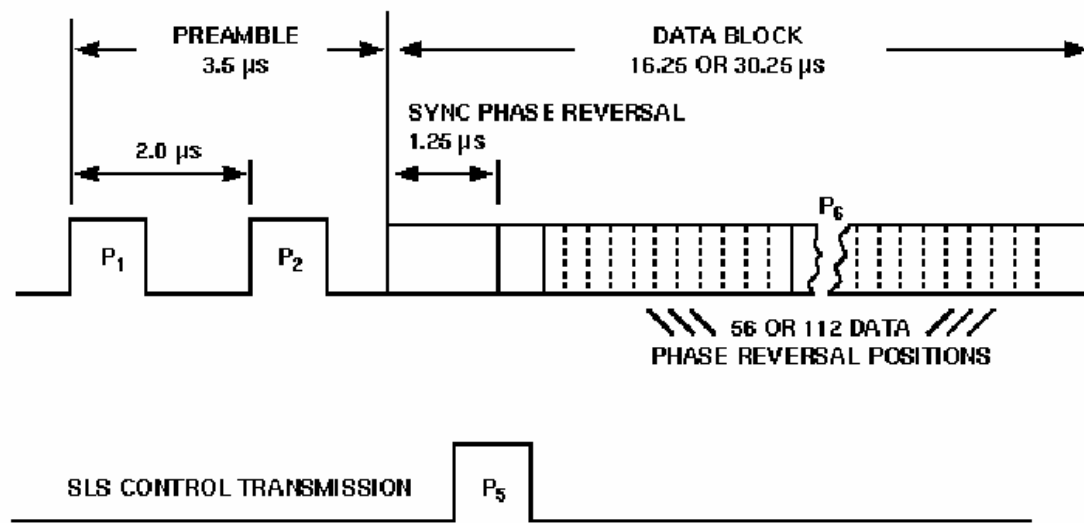 PREAMBLE
3.5 µs
DATA BLOCK
16.25 OR 30.25 µs
SYNC PHASE REVERSAL
1.25 µs
2.0 µs
P1
P2
P6
56 OR 112 DATA
PHASE REVERSAL POSITIONS
SLS CONTROL TRANSMISSION
P5